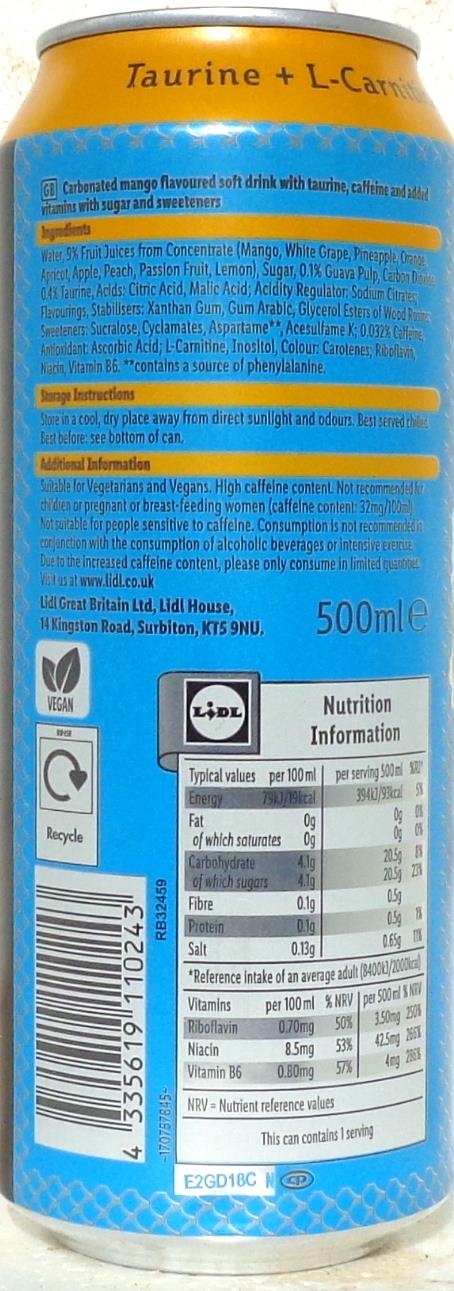 Taurine + L-Carniti
GB Carbonated mango flavoured soft drink with taurine, caffeine and added
vitamins with sugar and sweeteners
Ingredients
Water, 9% Fruit Juices from Concentrate (Mango, White Grape, Pineapple, Orange,
Apricot, Apple, Peach, Passion Fruit, Lemon), Sugar, 0.1% Guava Pulp, Carbon Dioxide,
0.4% Taurine, Acids: Citric Acid, Malic Acid; Acidity Regulator: Sodium Citrates;
Flavourings, Stabilisers: Xanthan Gum, Gum Arabic, Glycerol Esters of Wood Rosins;
Sweeteners: Sucralose, Cyclamates, Aspartame**, Acesulfame K; 0.032% Caffeine,
Antioxidant: Ascorbic Acid; L-Carnitine, Inositol, Colour: Carotenes; Riboflavin,
Niacin, Vitamin B6. **contains a source of phenylalanine.
Storage Instructions
Store in a cool, dry place away from direct sunlight and odours. Best served chilled.
Best before: see bottom of can.
Additional Information
Suitable for Vegetarians and Vegans. High caffeine content. Not recommended for
children or pregnant or breast-feeding women (caffeine content: 32mg/100ml).
Not suitable for people sensitive to caffeine. Consumption is not recommended in
conjunction with the consumption of alcoholic beverages or intensive exercise.
Due to the increased caffeine content, please only consume in limited quantities.
Visit us at www.lidl.co.uk
Lidl Great Britain Ltd, Lidl House,
14 Kingston Road, Surbiton, KT5 9NU.
500ml e
VEGAN
RINSE
Recycle
LIDL
Nutrition
Information
Typical values per 100 ml per serving 500 ml %RI*
Energy 79kJ/19kcal 394kJ/93kcal 5%
Fat 0g 0g 0%
of which saturates 0g 0g 0%
Carbohydrate 4.1g 20.5g 8%
of which sugars 4.1g 20.5g 23%
Fibre 0.1g 0.5g
Protein 0.1g 0.5g 1%
Salt 0.13g 0.65g 11%
*Reference intake of an average adult (8400kJ/2000kcal)
Vitamins per 100 ml % NRV per 500 ml % NRV
Riboflavin 0.70mg 50% 3.50mg 250%
Niacin 8.5mg 53% 42.5mg 266%
Vitamin B6 0.80mg 57% 4mg 286%
NRV = Nutrient reference values
This can contains 1 serving
RB32459
4 335619 110243
-170757845-
E2GD18C N CP